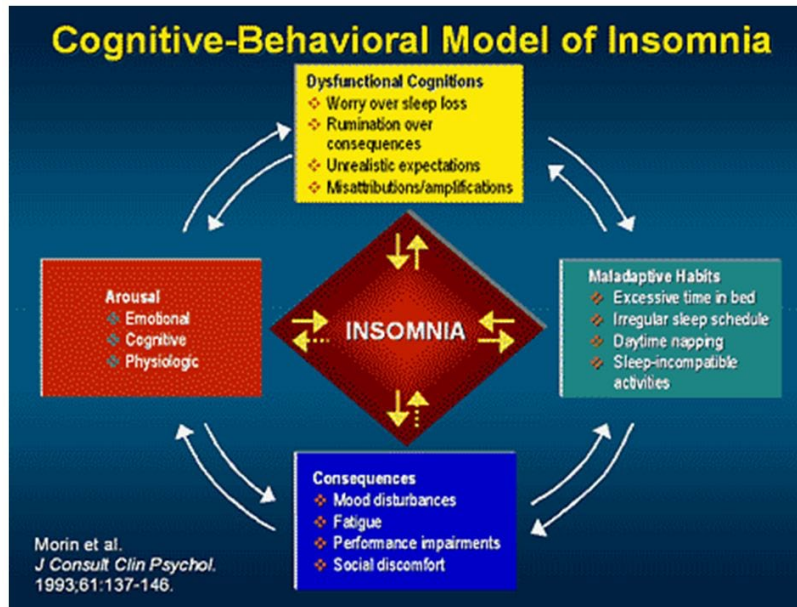 Cognitive-Behavioral Model of Insomnia
Dysfunctional Cognitions
Worry over sleep loss
Rumination over
consequences
Unrealistic expectations
Misattributions/amplifications
Arousal
Emotional
Cognitive
Physiologic
INSOMNIA
Maladaptive Habits
Excessive time in bed
Irregular sleep schedule
Daytime napping
Sleep-incompatible
activities
Consequences
Mood disturbances
Fatigue
Performance impairments
Social discomfort
Morin et al.
J Consult Clin Psychol.
1993;61:137-146.